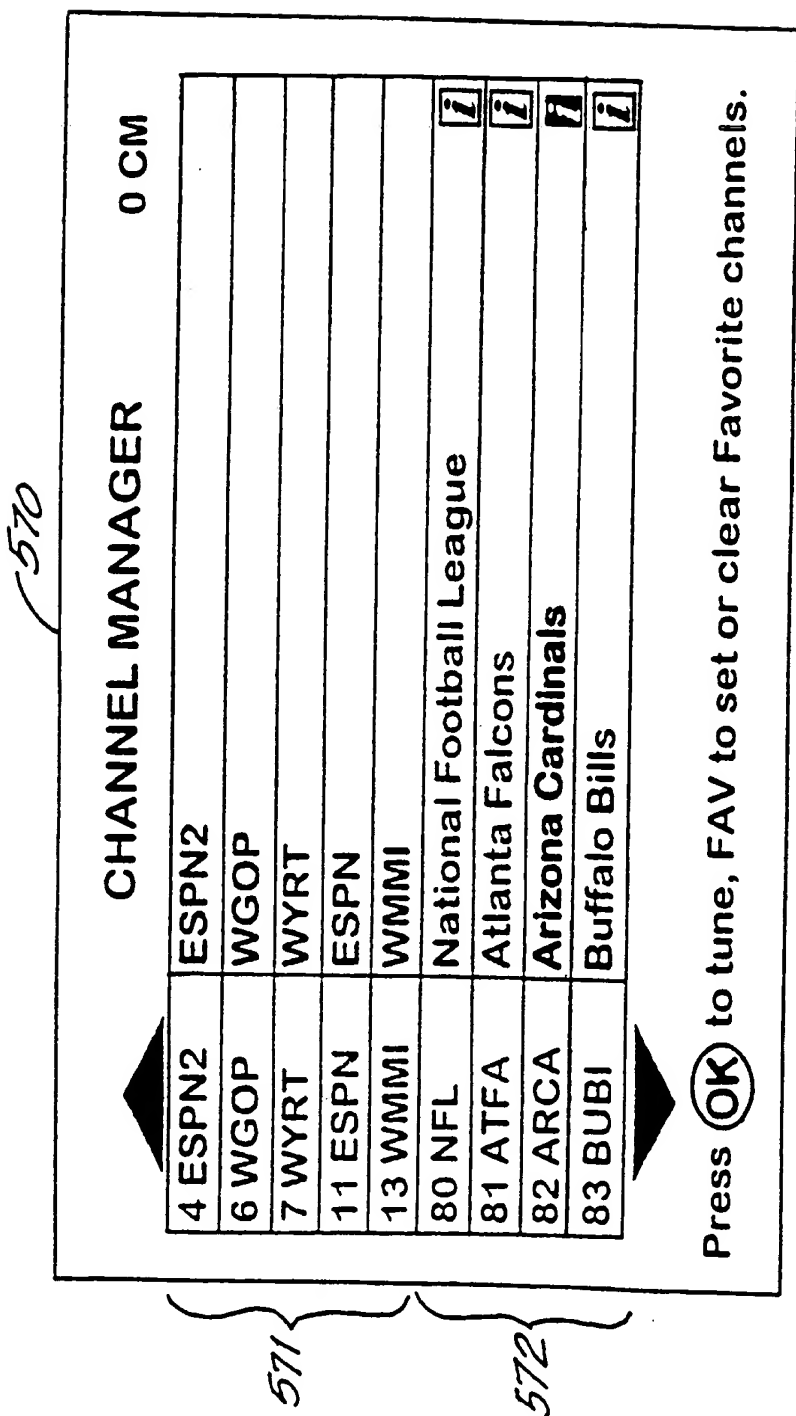 570
CHANNEL MANAGER 0 CM
4 ESPN2 ESPN2
6 WGOP WGOP
7 WYRT WYRT
11 ESPN ESPN
13 WMMI WMMI
80 NFL National Football League i
81 ATFA Atlanta Falcons i
82 ARCA Arizona Cardinals i
83 BUBI Buffalo Bills i
571
572
Press OK to tune, FAV to set or clear Favorite channels.